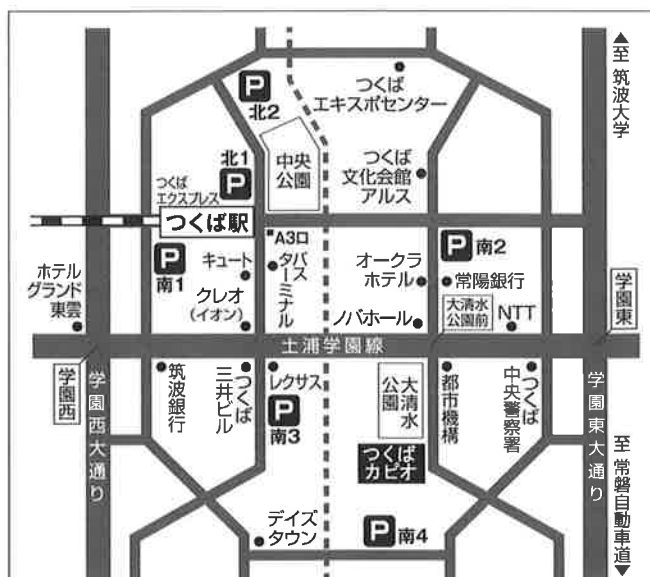 ▲至 筑波大学
つくば
エキスポセンター
P
北2
中央
公園
つくば
文化会館
アルス
北1
P
つくば
エクスプレス
つくば駅
A3口
バス
ターミナル
P
南1
キュート
クレオ
(イオン)
オークラ
ホテル
ノバホール
P 南2
常陽銀行
大清水
公園前
NTT
ホテル
グランド
東雲
学園東
土浦学園線
学園西
学園西大通り
筑波銀行
つくば
三井ビル
レクサス
P
南3
大清水
公園
つくば
カピオ
都市機構
つくば
中央警察署
学園東大通り
至 常磐自動車道▼
デイズ
タウン
P 南4